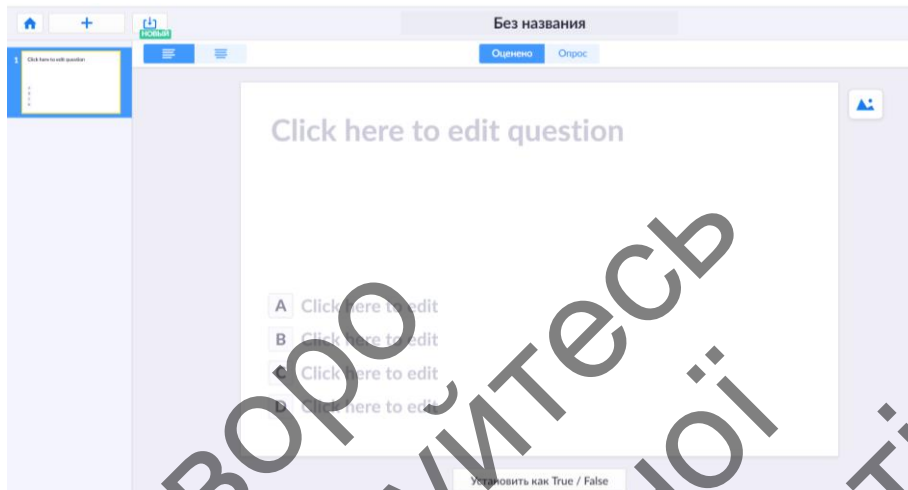 Без названия
НОВЫЙ
Оценено Опрос
1 Click here to edit question
Click here to edit question
A Click here to edit
B Click here to edit
C Click here to edit
D Click here to edit
Установить как True / False